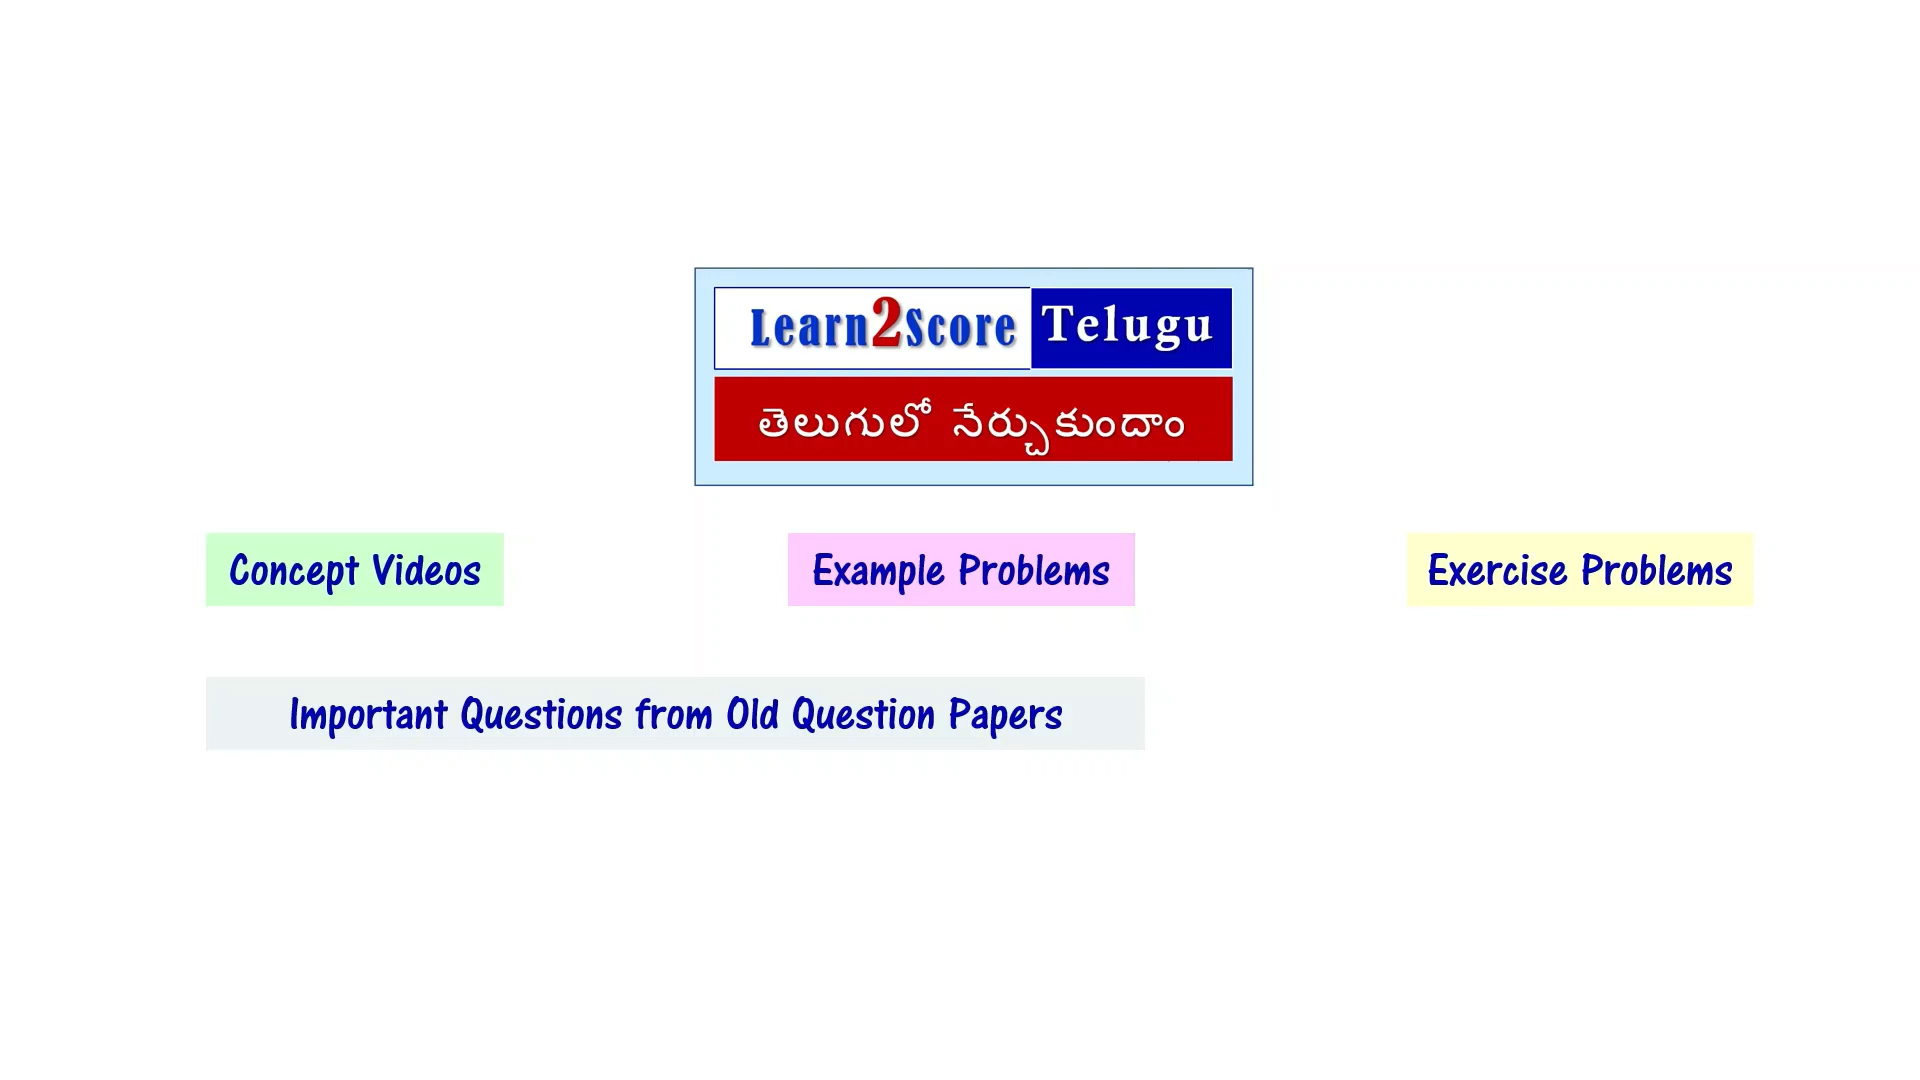 Learn2Score Telugu
తెలుగులో నేర్చుకుందాం
Concept Videos
Example Problems
Exercise Problems
Important Questions from Old Question Papers